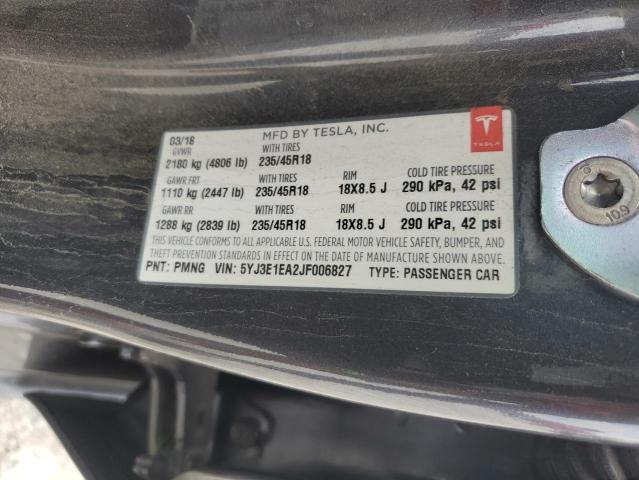 03/18 MFD BY TESLA, INC.
GVWR WITH TIRES
2180 kg (4806 lb) 235/45R18
GAWR FRT WITH TIRES RIM COLD TIRE PRESSURE
1110 kg (2447 lb) 235/45R18 18X8.5 J 290 kPa, 42 psi
GAWR RR WITH TIRES RIM COLD TIRE PRESSURE
1288 kg (2839 lb) 235/45R18 18X8.5 J 290 kPa, 42 psi
THIS VEHICLE CONFORMS TO ALL APPLICABLE U.S. FEDERAL MOTOR VEHICLE SAFETY, BUMPER, AND
THEFT PREVENTION STANDARDS IN EFFECT ON THE DATE OF MANUFACTURE SHOWN ABOVE.
PNT: PMNG VIN: 5YJ3E1EA2JF006827 TYPE: PASSENGER CAR
TESLA
10.9